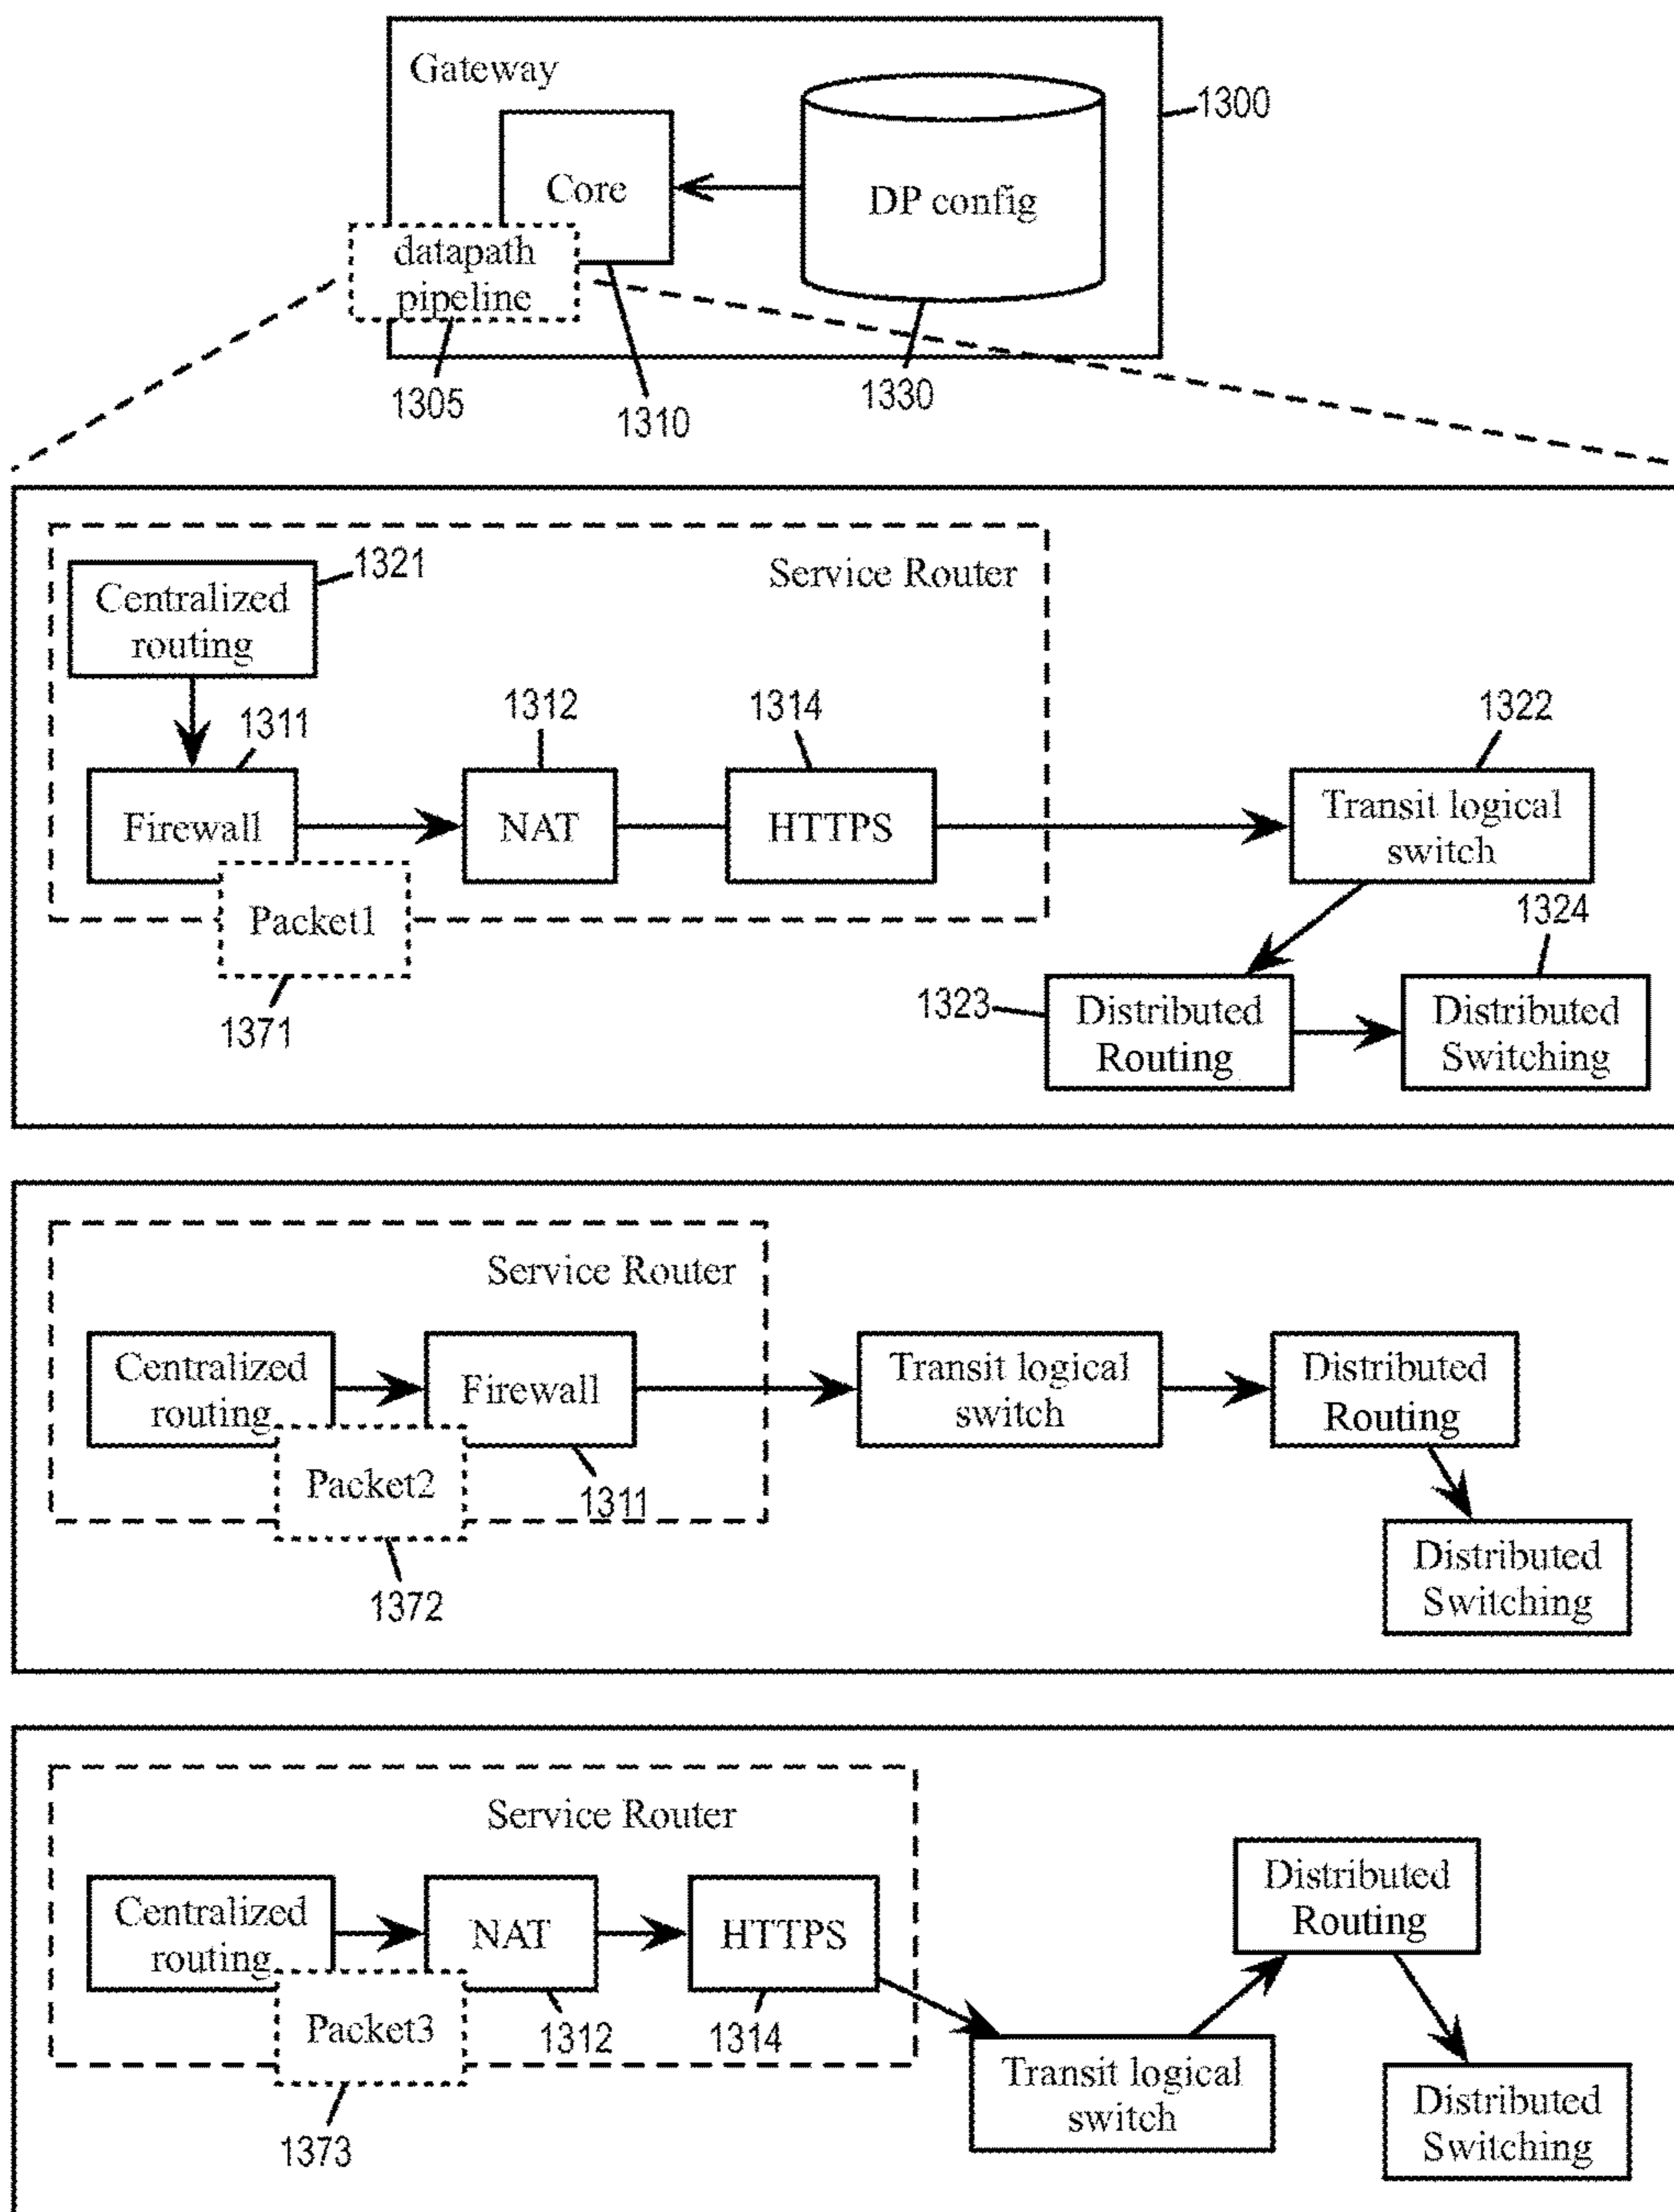 Gateway
1300
Core
DP config
datapath
pipeline
1305
1310
1330
1321
Service Router
Centralized
routing
1311
1312
1314
1322
Firewall
NAT
HTTPS
Transit logical
switch
Packet1
1324
1371
1323
Distributed
Routing
Distributed
Switching
Service Router
Centralized
routing
Firewall
Transit logical
switch
Distributed
Routing
Packet2
1311
1372
Distributed
Switching
Service Router
Centralized
routing
NAT
HTTPS
Distributed
Routing
Packet3
1312
1314
1373
Transit logical
switch
Distributed
Switching